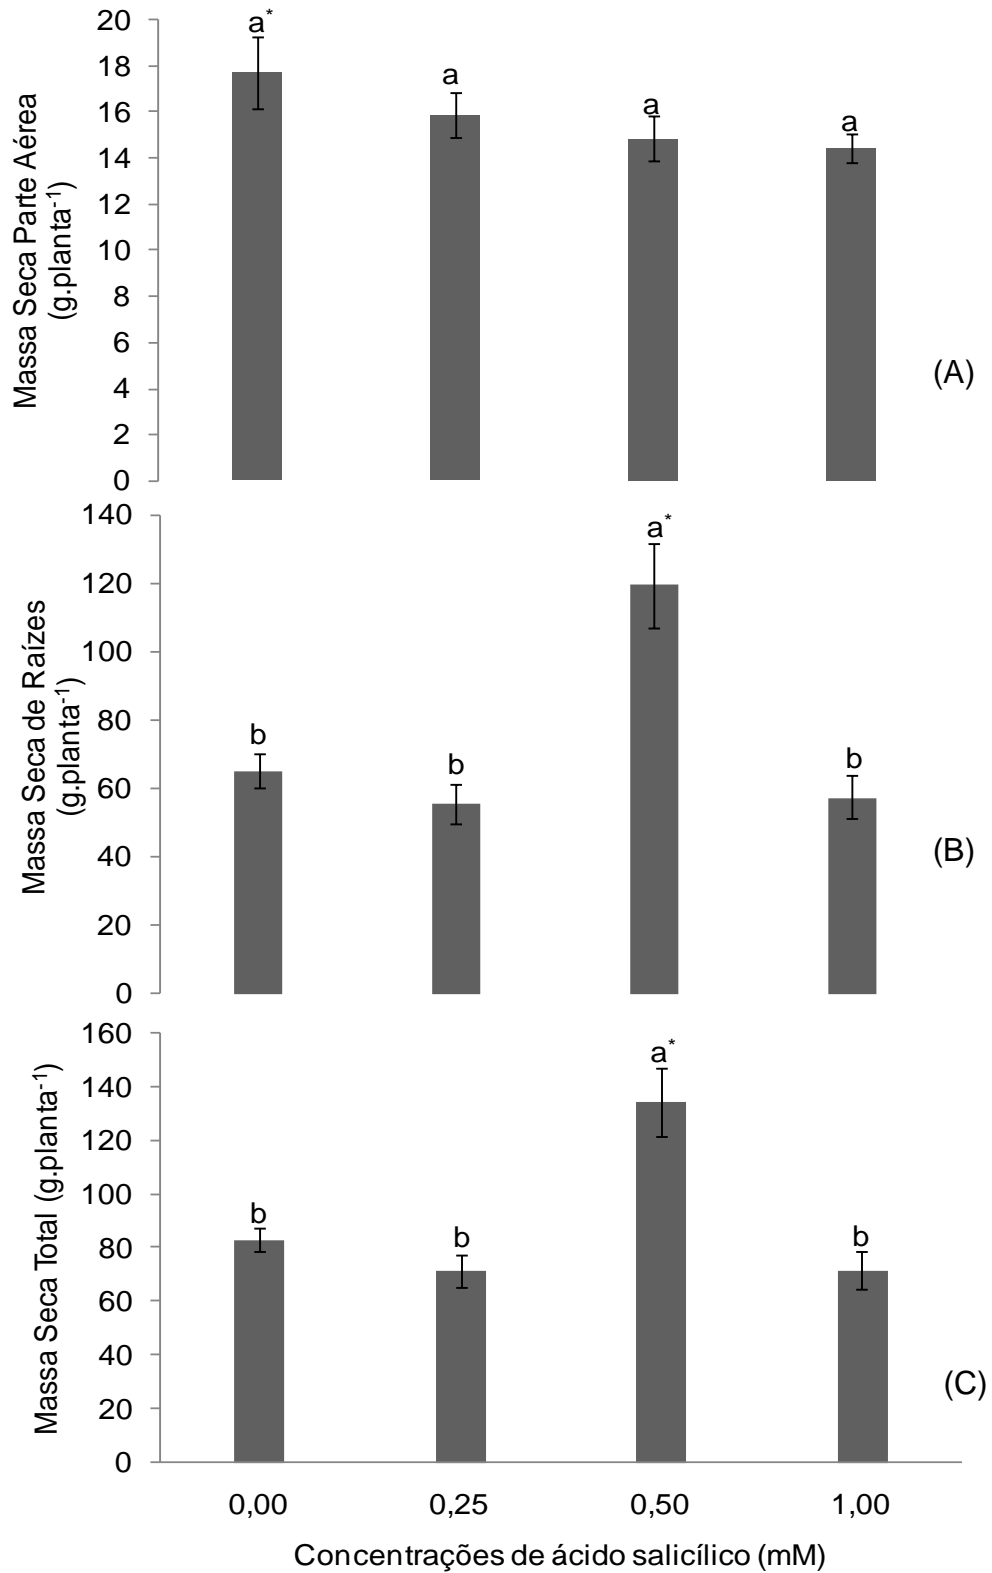 Massa Seca Parte Aérea
(g.planta⁻¹)
20
18
16
14
12
10
8
6
4
2
0
a*
a
a
a
(A)
Massa Seca de Raízes
(g.planta⁻¹)
140
120
100
80
60
40
20
0
b
b
a*
b
(B)
Massa Seca Total (g.planta⁻¹)
160
140
120
100
80
60
40
20
0
b
b
a*
b
(C)
0,00 0,25 0,50 1,00
Concentrações de ácido salicílico (mM)